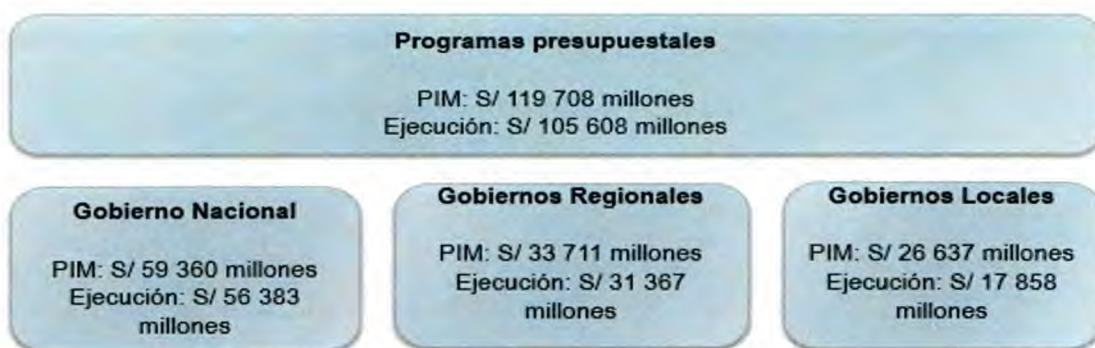 Programas presupuestales
PIM: S/ 119 708 millones
Ejecución: S/ 105 608 millones
Gobierno Nacional
PIM: S/ 59 360 millones
Ejecución: S/ 56 383
millones
Gobiernos Regionales
PIM: S/ 33 711 millones
Ejecución: S/ 31 367
millones
Gobiernos Locales
PIM: S/ 26 637 millones
Ejecución: S/ 17 858
millones